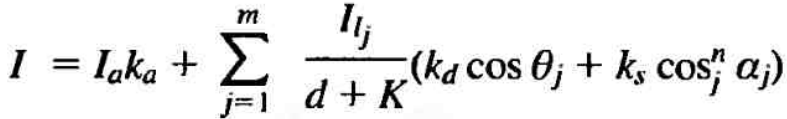 I = I_a k_a + \sum_{j=1}^{m} \frac{I_{l_j}}{d + K} (k_d \cos \theta_j + k_s \cos_j^n \alpha_j)